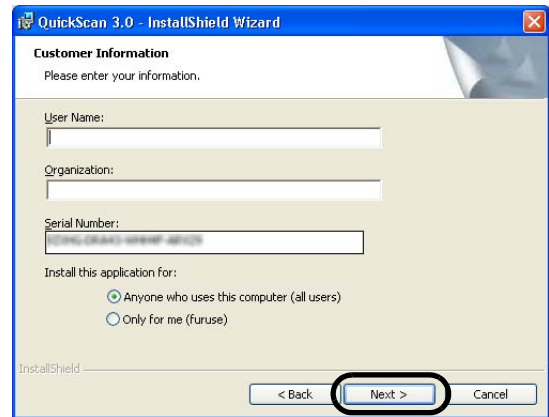 QuickScan 3.0 - InstallShield Wizard
Customer Information
Please enter your information.
User Name:
Organization:
Serial Number:
Install this application for:
Anyone who uses this computer (all users)
Only for me (furuse)
InstallShield
< Back
Next >
Cancel